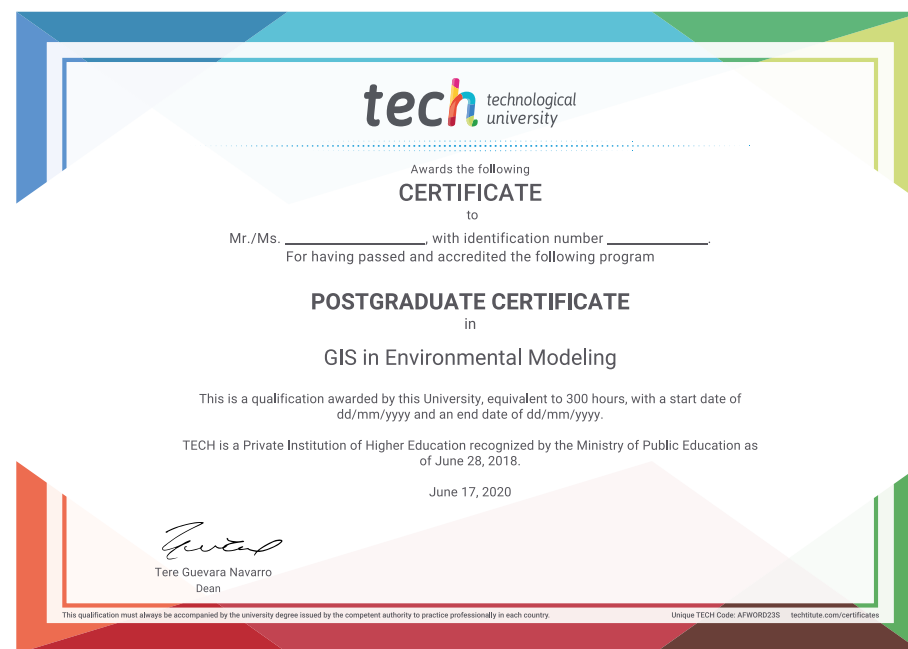 tech technological
university
Awards the following
CERTIFICATE
to
Mr./Ms. ____________________, with identification number ______________.
For having passed and accredited the following program
POSTGRADUATE CERTIFICATE
in
GIS in Environmental Modeling
This is a qualification awarded by this University, equivalent to 300 hours, with a start date of
dd/mm/yyyy and an end date of dd/mm/yyyy.
TECH is a Private Institution of Higher Education recognized by the Ministry of Public Education as
of June 28, 2018.
June 17, 2020
Tere Guevara Navarro
Dean
This qualification must always be accompanied by the university degree issued by the competent authority to practice professionally in each country.
Unique TECH Code: AFWORD23S techtitute.com/certificates